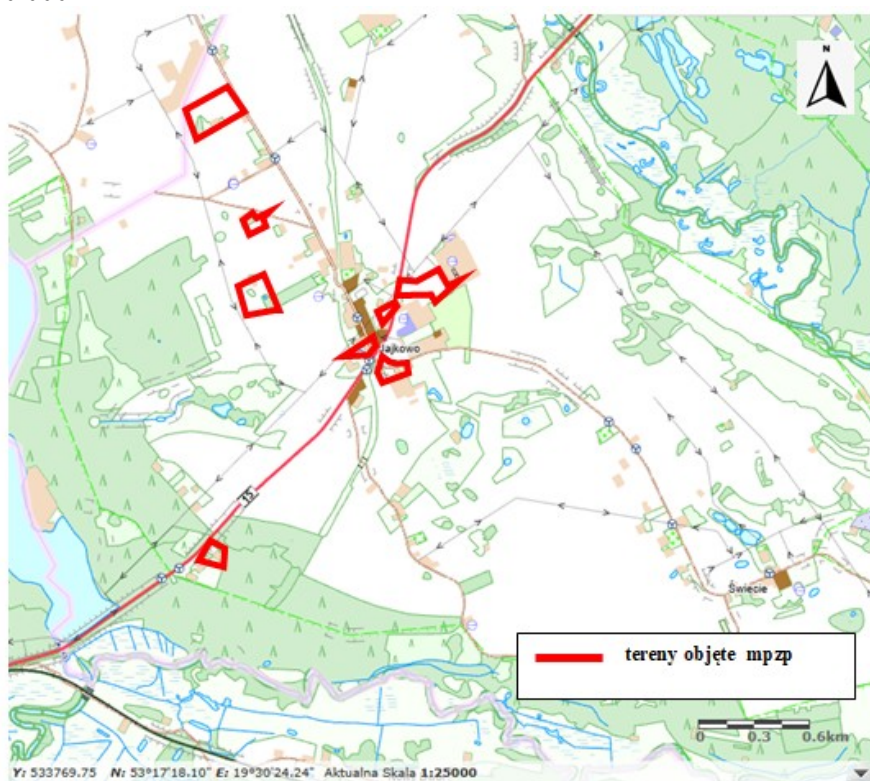 N
Jajkowo
15
Świecie
tereny objęte mpzp
0 0.3 0.6km
Y: 533769.75 N: 53°17'18.10" E: 19°30'24.24" Aktualna Skala 1:25000